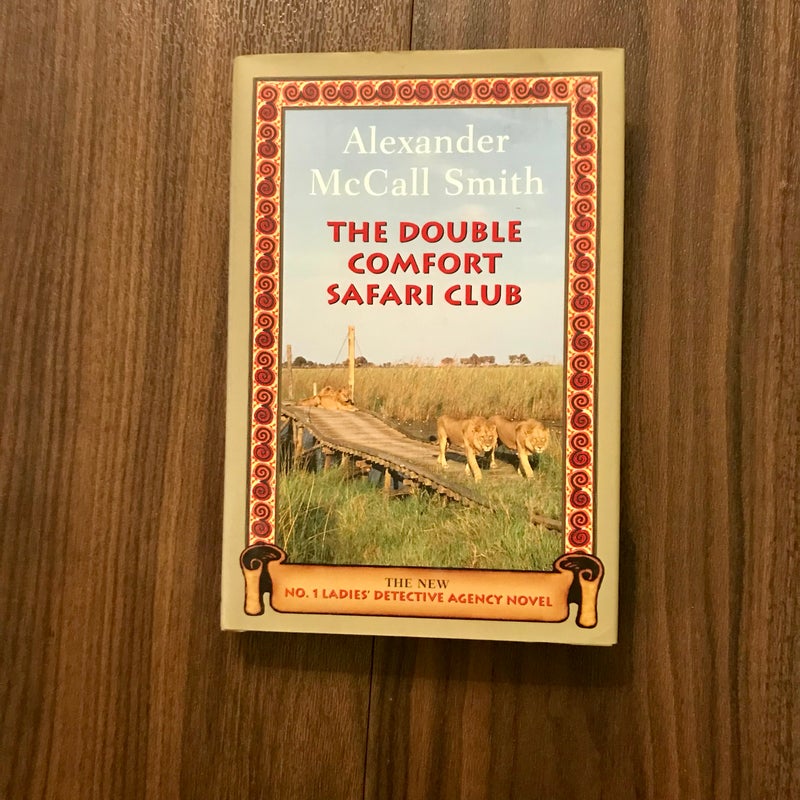 Alexander
McCall Smith
THE DOUBLE
COMFORT
SAFARI CLUB
THE NEW
NO. 1 LADIES' DETECTIVE AGENCY NOVEL